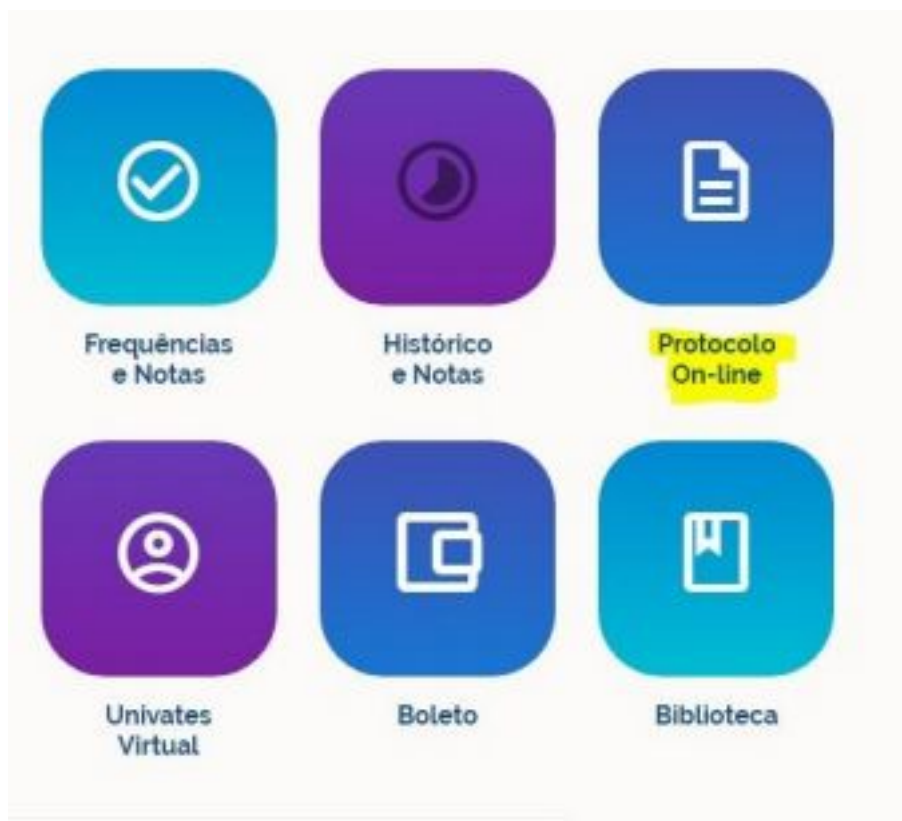 Frequências
e Notas
Histórico
e Notas
Protocolo
On-line
Univates
Virtual
Boleto
Biblioteca